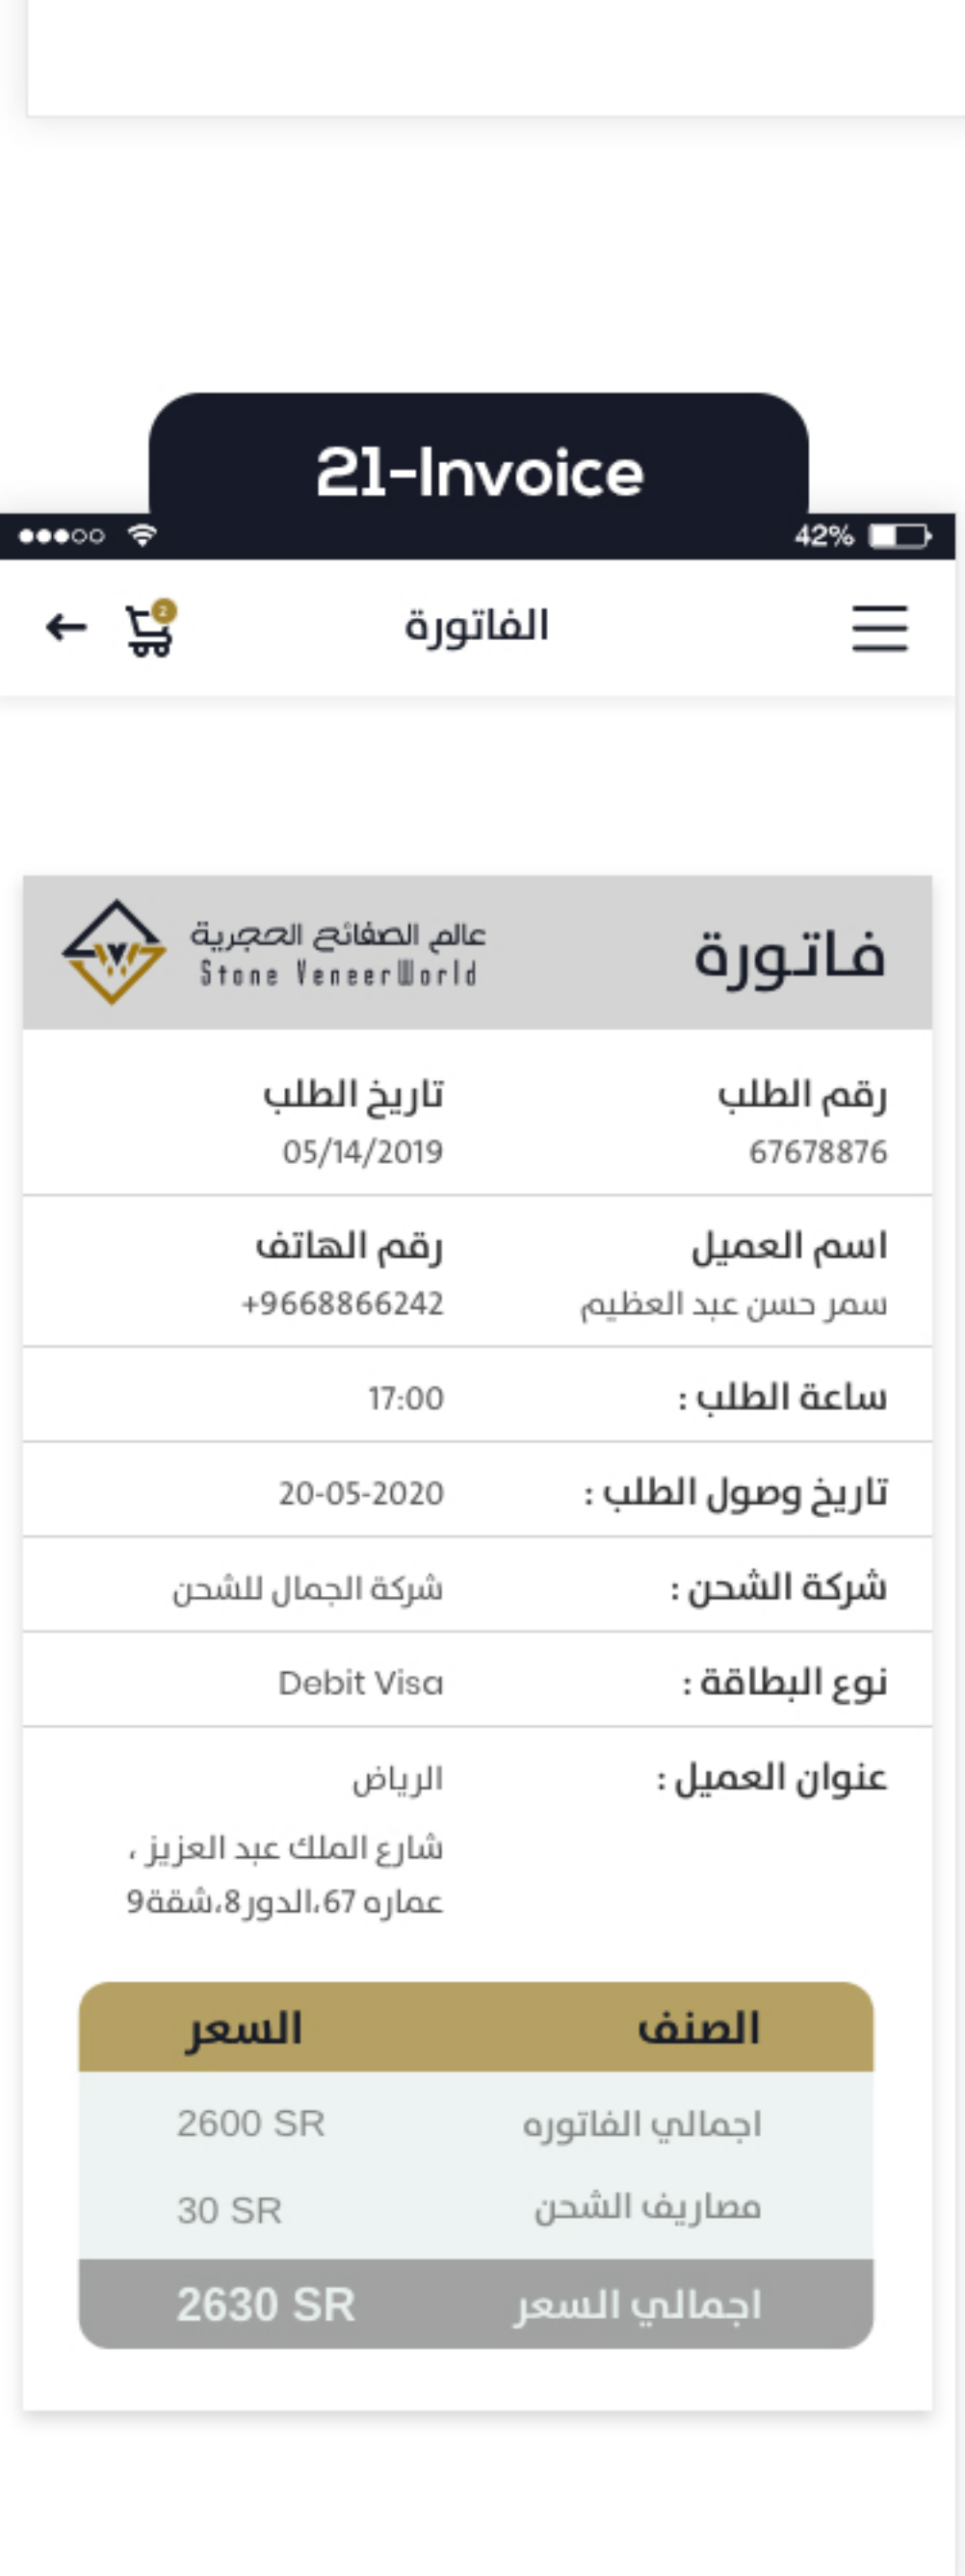 21-Invoice
42%
الفاتورة
2
فاتورة
عالم الصفائح الحجرية
Stone VeneerWorld
رقم الطلب تاريخ الطلب
67678876 05/14/2019
اسم العميل رقم الهاتف
سمر حسن عبد العظيم +9668866242
ساعة الطلب : 17:00
تاريخ وصول الطلب : 20-05-2020
شركة الشحن : شركة الجمال للشحن
نوع البطاقة : Debit Visa
عنوان العميل : الرياض
شارع الملك عبد العزيز ،
عماره 67،الدور8،شقة9
الصنف السعر
اجمالي الفاتوره 2600 SR
مصاريف الشحن 30 SR
اجمالي السعر 2630 SR